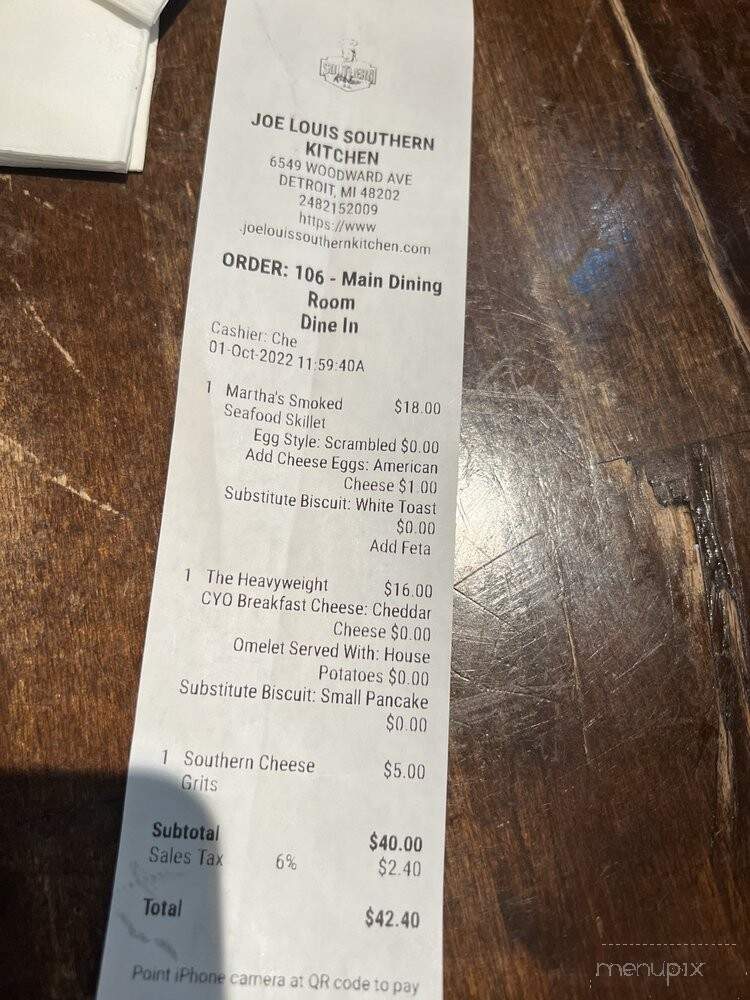 SOUTHERN
Kitchen
JOE LOUIS SOUTHERN
KITCHEN
6549 WOODWARD AVE
DETROIT, MI 48202
2482152009
https://www
.joelouissouthernkitchen.com
ORDER: 106 - Main Dining
Room
Dine In
Cashier: Che
01-Oct-2022 11:59:40A
1 Martha's Smoked $18.00
Seafood Skillet
Egg Style: Scrambled $0.00
Add Cheese Eggs: American
Cheese $1.00
Substitute Biscuit: White Toast
$0.00
Add Feta
1 The Heavyweight $16.00
CYO Breakfast Cheese: Cheddar
Cheese $0.00
Omelet Served With: House
Potatoes $0.00
Substitute Biscuit: Small Pancake
$0.00
1 Southern Cheese $5.00
Grits
Subtotal $40.00
Sales Tax 6% $2.40
Total $42.40
Point iPhone camera at QR code to pay
menupix